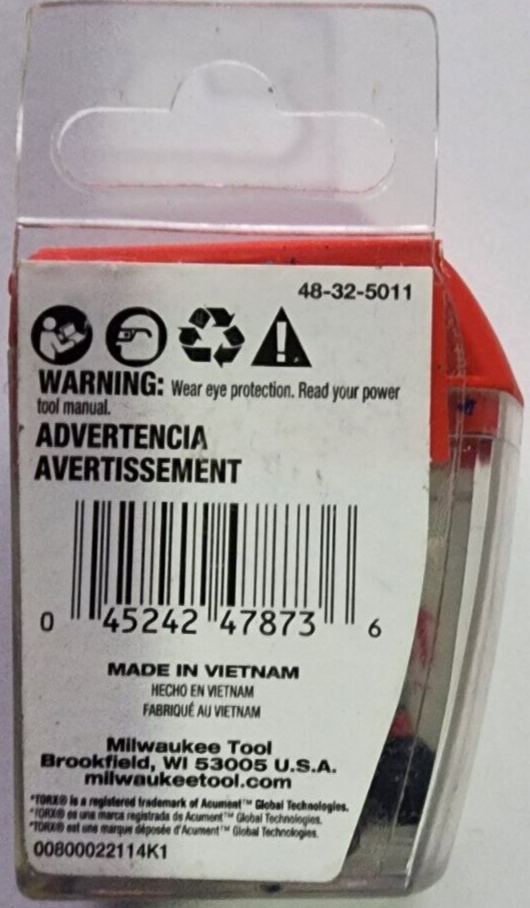 48-32-5011
WARNING: Wear eye protection. Read your power
tool manual.
ADVERTENCIA
AVERTISSEMENT
0 45242 47873 6
MADE IN VIETNAM
HECHO EN VIETNAM
FABRIQUÉ AU VIETNAM
Milwaukee Tool
Brookfield, WI 53005 U.S.A.
milwaukeetool.com
*TORX® is a registered trademark of Acument™ Global Technologies.
*TORX® es una marca registrada de Acument™ Global Technologies.
*TORX® est une marque déposée d'Acument™ Global Technologies.
00800022114K1